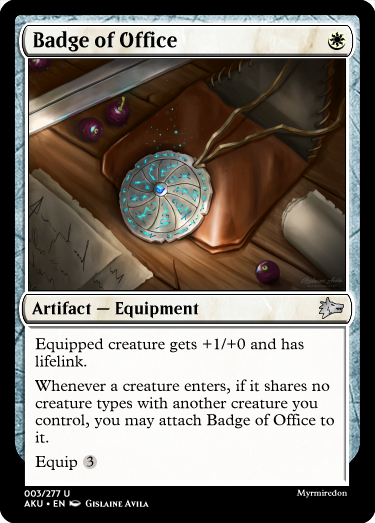 Badge of Office
Artifact — Equipment
Equipped creature gets +1/+0 and has
lifelink.
Whenever a creature enters, if it shares no
creature types with another creature you
control, you may attach Badge of Office to
it.
Equip 3
003/277 U
Myrmiredon
AKU • EN Gislaine Avila